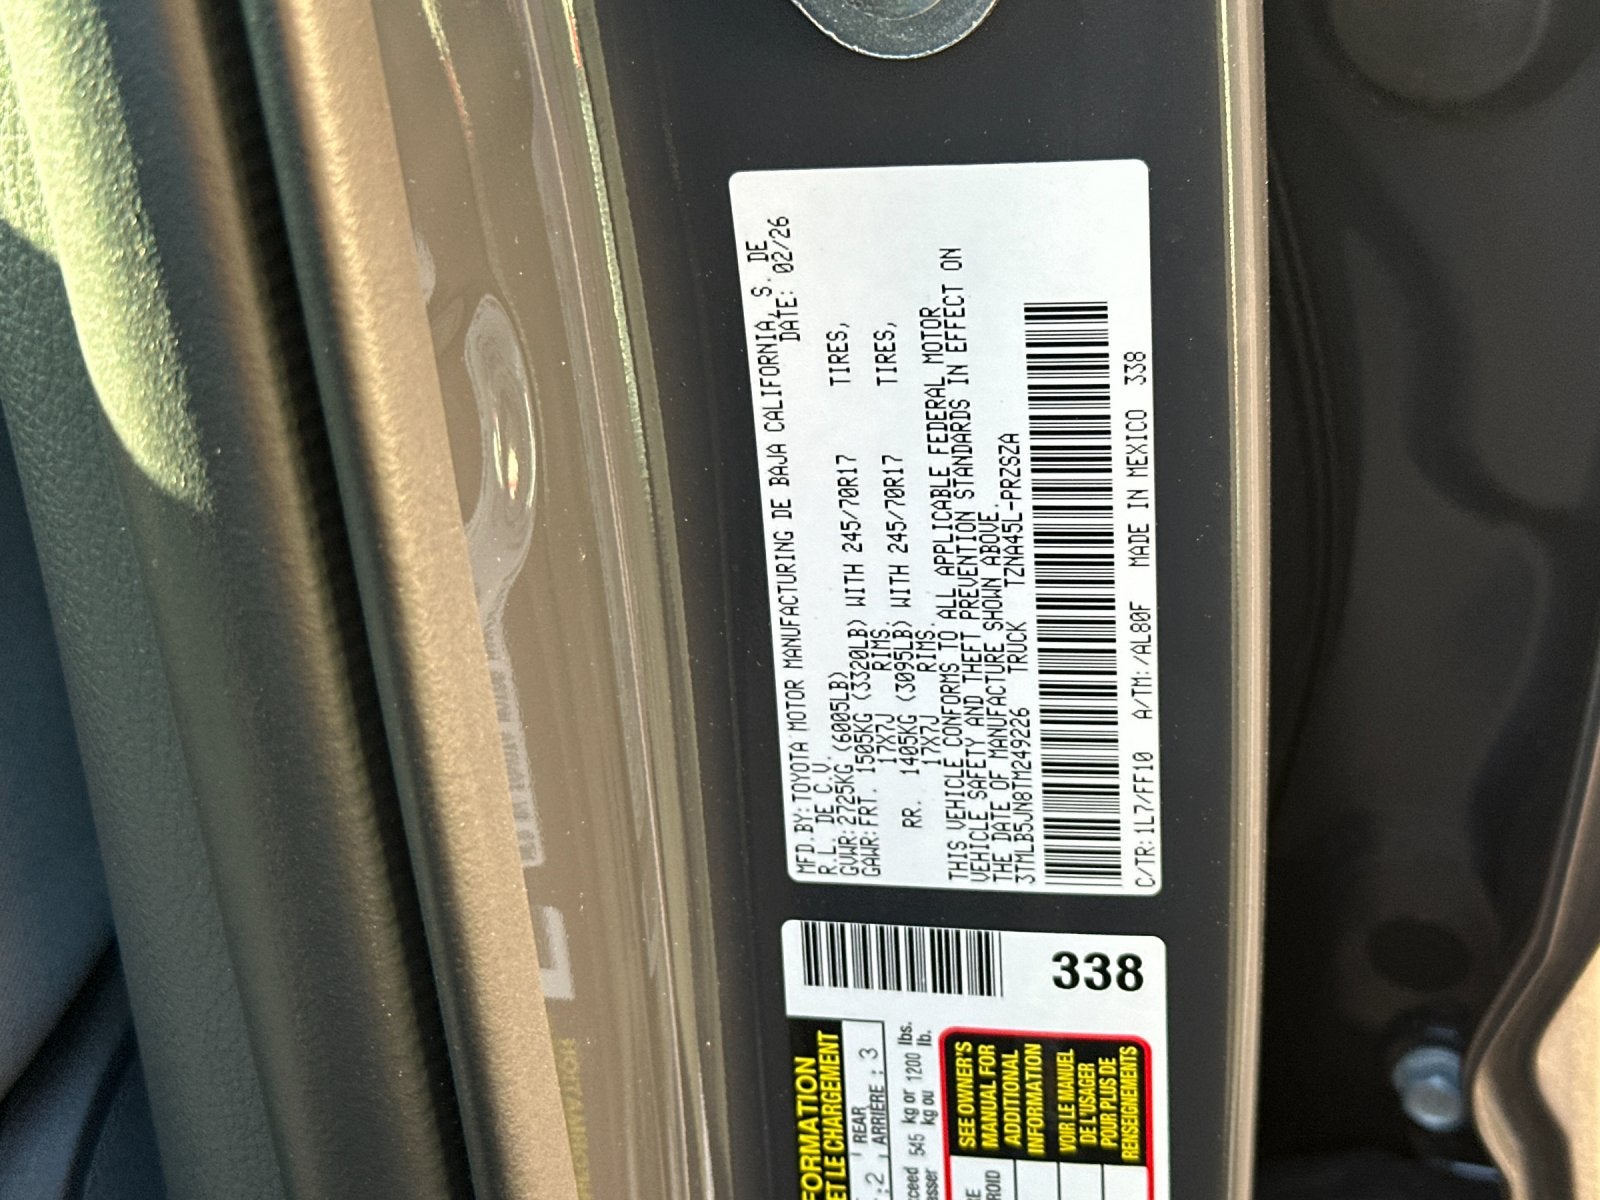 MFD.BY:TOYOTA MOTOR MANUFACTURING DE BAJA CALIFORNIA, S. DE
R.L. DE C.V. DATE: 02/26
GVWR:2725KG (6005LB)
GAWR:FRT. 1505KG (3320LB) WITH 245/70R17 TIRES,
17X7J RIMS.
RR. 1405KG (3095LB) WITH 245/70R17 TIRES,
17X7J RIMS.
THIS VEHICLE CONFORMS TO ALL APPLICABLE FEDERAL MOTOR
VEHICLE SAFETY AND THEFT PREVENTION STANDARDS IN EFFECT ON
THE DATE OF MANUFACTURE SHOWN ABOVE.
3TMLB5JN8TM249226 TRUCK TZNA45L-PRZSZA
C/TR:1L7/FF10 A/TM:/AL80F MADE IN MEXICO 338
338
ET LE CHARGEMENT
:2 REAR
ARRIÈRE : 3
545 kg or 1200 lbs.
kg ou lb.
SEE OWNER'S
MANUAL FOR
ADDITIONAL
INFORMATION
VOIR LE MANUEL
DE L'USAGER
POUR PLUS DE
RENSEIGNEMENTS